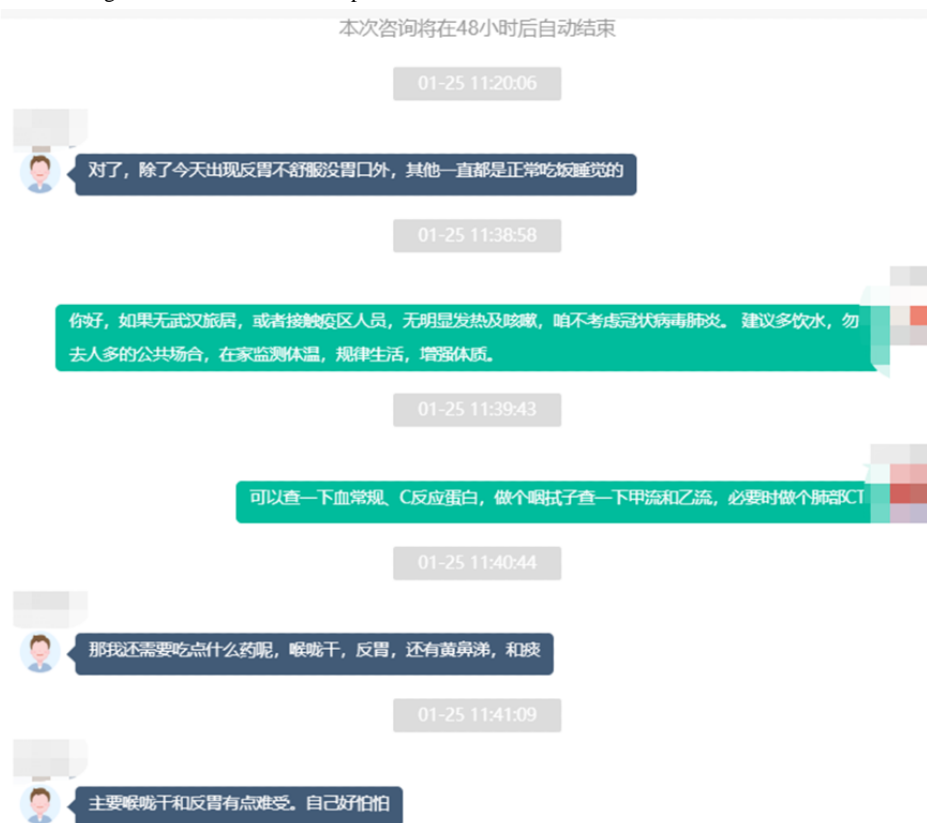 本次咨询将在48小时后自动结束
01-25 11:20:06
对了，除了今天出现反胃不舒服没胃口外，其他一直都是正常吃饭睡觉的
01-25 11:38:58
你好，如果无武汉旅居，或者接触疫区人员，无明显发热及咳嗽，咱不考虑冠状病毒肺炎。 建议多饮水，勿
去人多的公共场合，在家监测体温，规律生活，增强体质。
01-25 11:39:43
可以查一下血常规、C反应蛋白，做个咽拭子查一下甲流和乙流，必要时做个肺部CT
01-25 11:40:44
那我还需要吃点什么药呢，喉咙干，反胃，还有黄鼻涕，和痰
01-25 11:41:09
主要喉咙干和反胃有点难受。自己好怕怕